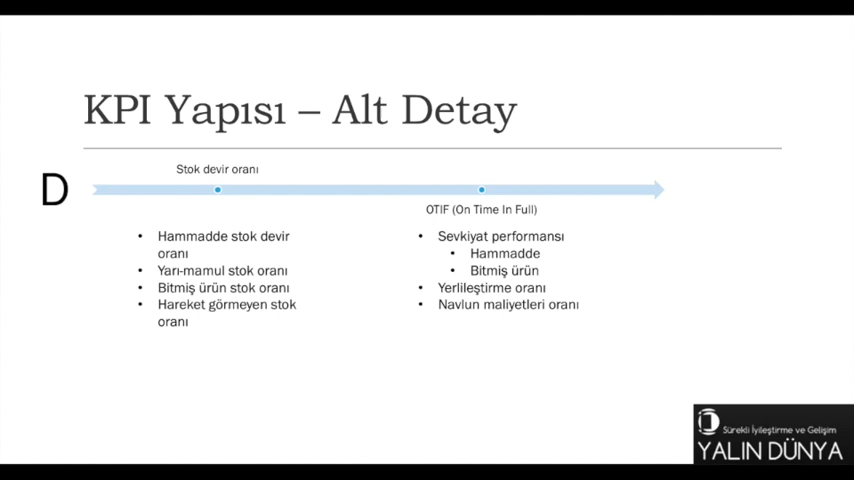 KPI Yapısı – Alt Detay
D
Stok devir oranı
OTIF (On Time In Full)
• Hammadde stok devir
oranı
• Yarı-mamul stok oranı
• Bitmiş ürün stok oranı
• Hareket görmeyen stok
oranı
• Sevkiyat performansı
• Hammadde
• Bitmiş ürün
• Yerlileştirme oranı
• Navlun maliyetleri oranı
Sürekli İyileştirme ve Gelişim
YALIN DÜNYA